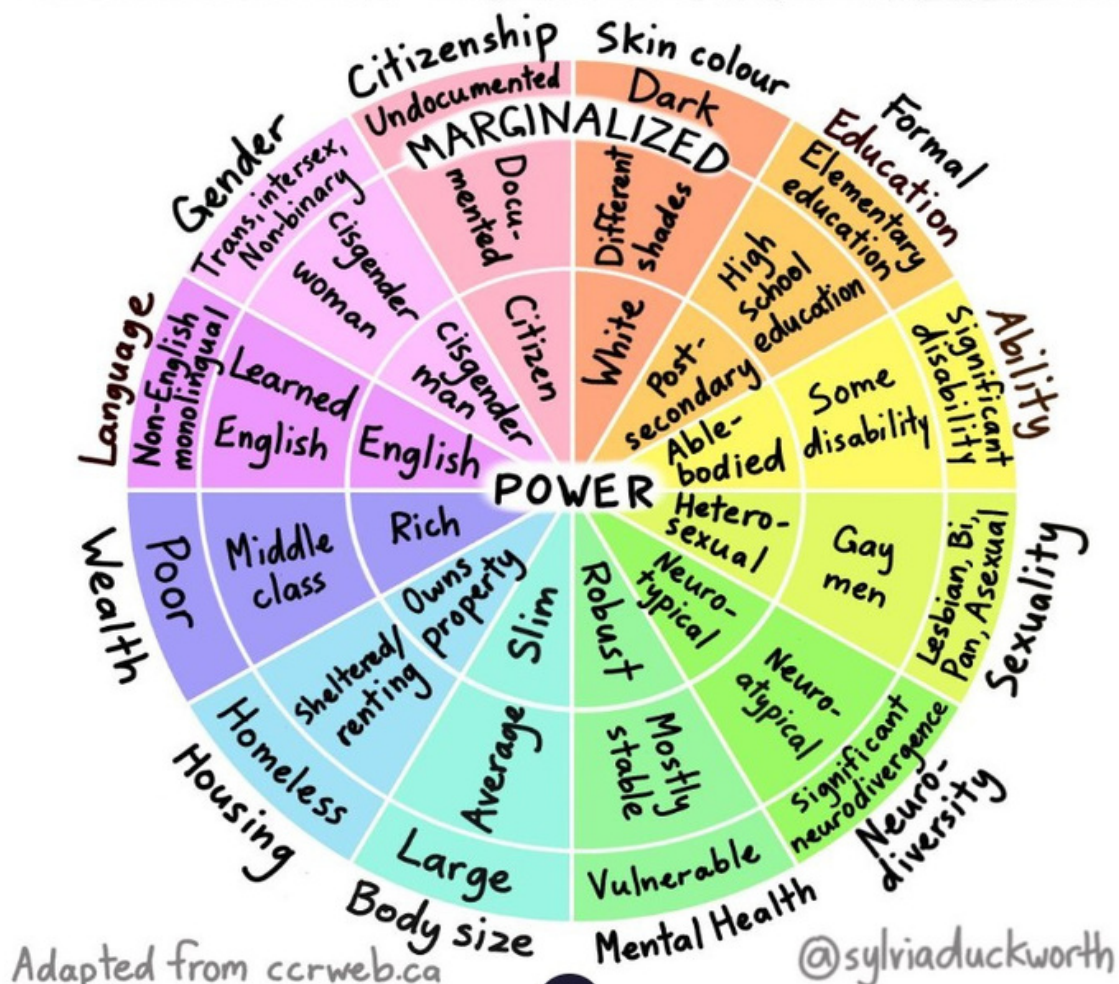 Citizenship
Undocumented
Docu-
mented
Citizen
Skin colour
Dark
Different
shades
White
Formal
Education
Elementary
education
High
school
education
Post-
secondary
Ability
Significant
disability
Some
disability
Able-
bodied
Sexuality
Lesbian, Bi,
Pan, Asexual
Gay
men
Hetero-
sexual
Neuro-
diversity
Significant
neurodivergence
Neuro-
atypical
Neuro-
typical
Mental Health
Vulnerable
Mostly
stable
Robust
Body size
Large
Average
Slim
Housing
Homeless
Sheltered/
renting
Owns
property
Wealth
Poor
Middle
class
Rich
Language
Non-English
monolingual
Learned
English
English
Gender
Trans, intersex,
Non-binary
Cisgender
woman
Cisgender
man
MARGINALIZED
POWER
Adapted from ccrweb.ca
@sylviaduckworth